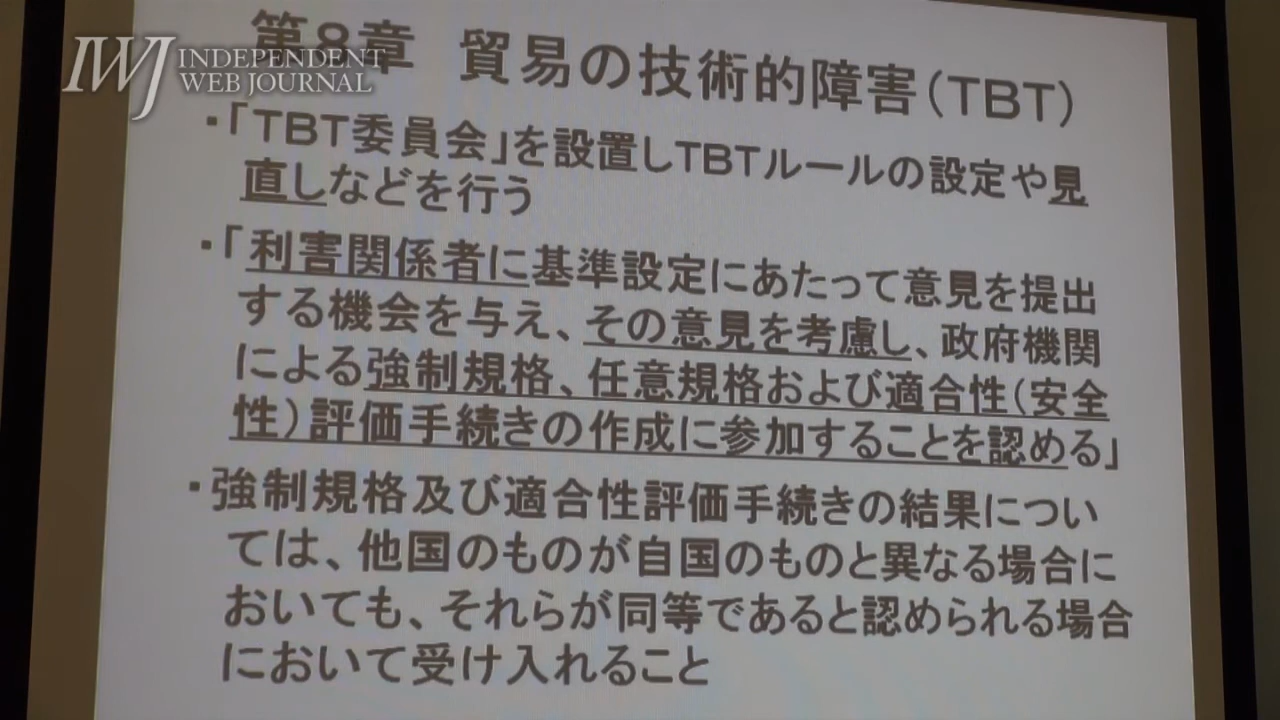 IWJ INDEPENDENT
WEB JOURNAL
第8章 貿易の技術的障害(TBT)
・「TBT委員会」を設置しTBTルールの設定や見
直しなどを行う
・「利害関係者に基準設定にあたって意見を提出
する機会を与え、その意見を考慮し、政府機関
による強制規格、任意規格および適合性(安全
性)評価手続きの作成に参加することを認める」
・強制規格及び適合性評価手続きの結果につい
ては、他国のものが自国のものと異なる場合に
おいても、それらが同等であると認められる場合
において受け入れること